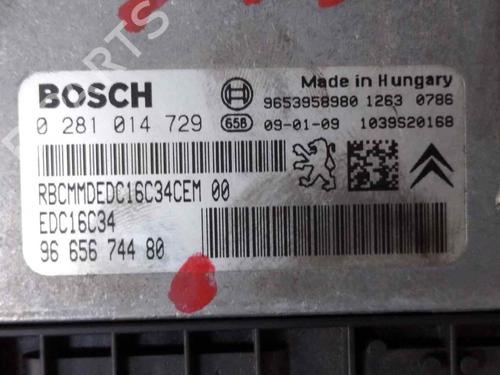 BOSCH
Made in Hungary
9653958980 1263 0786
0 281 014 729
658 09-01-09 1039S20168
RBCMMDEDC16C34CEM 00
EDC16C34
96 656 744 80
PARTS